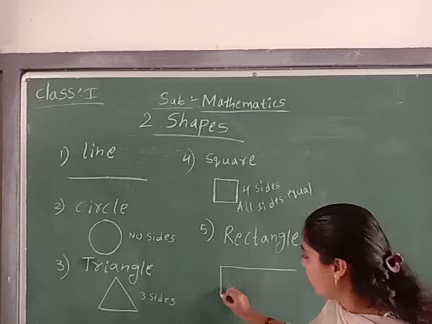 Class:- I
Sub:- Mathematics
2 Shapes
1) line
2) Circle
No sides
3) Triangle
3 sides
4) Square
4 sides
All sides equal
5) Rectangle